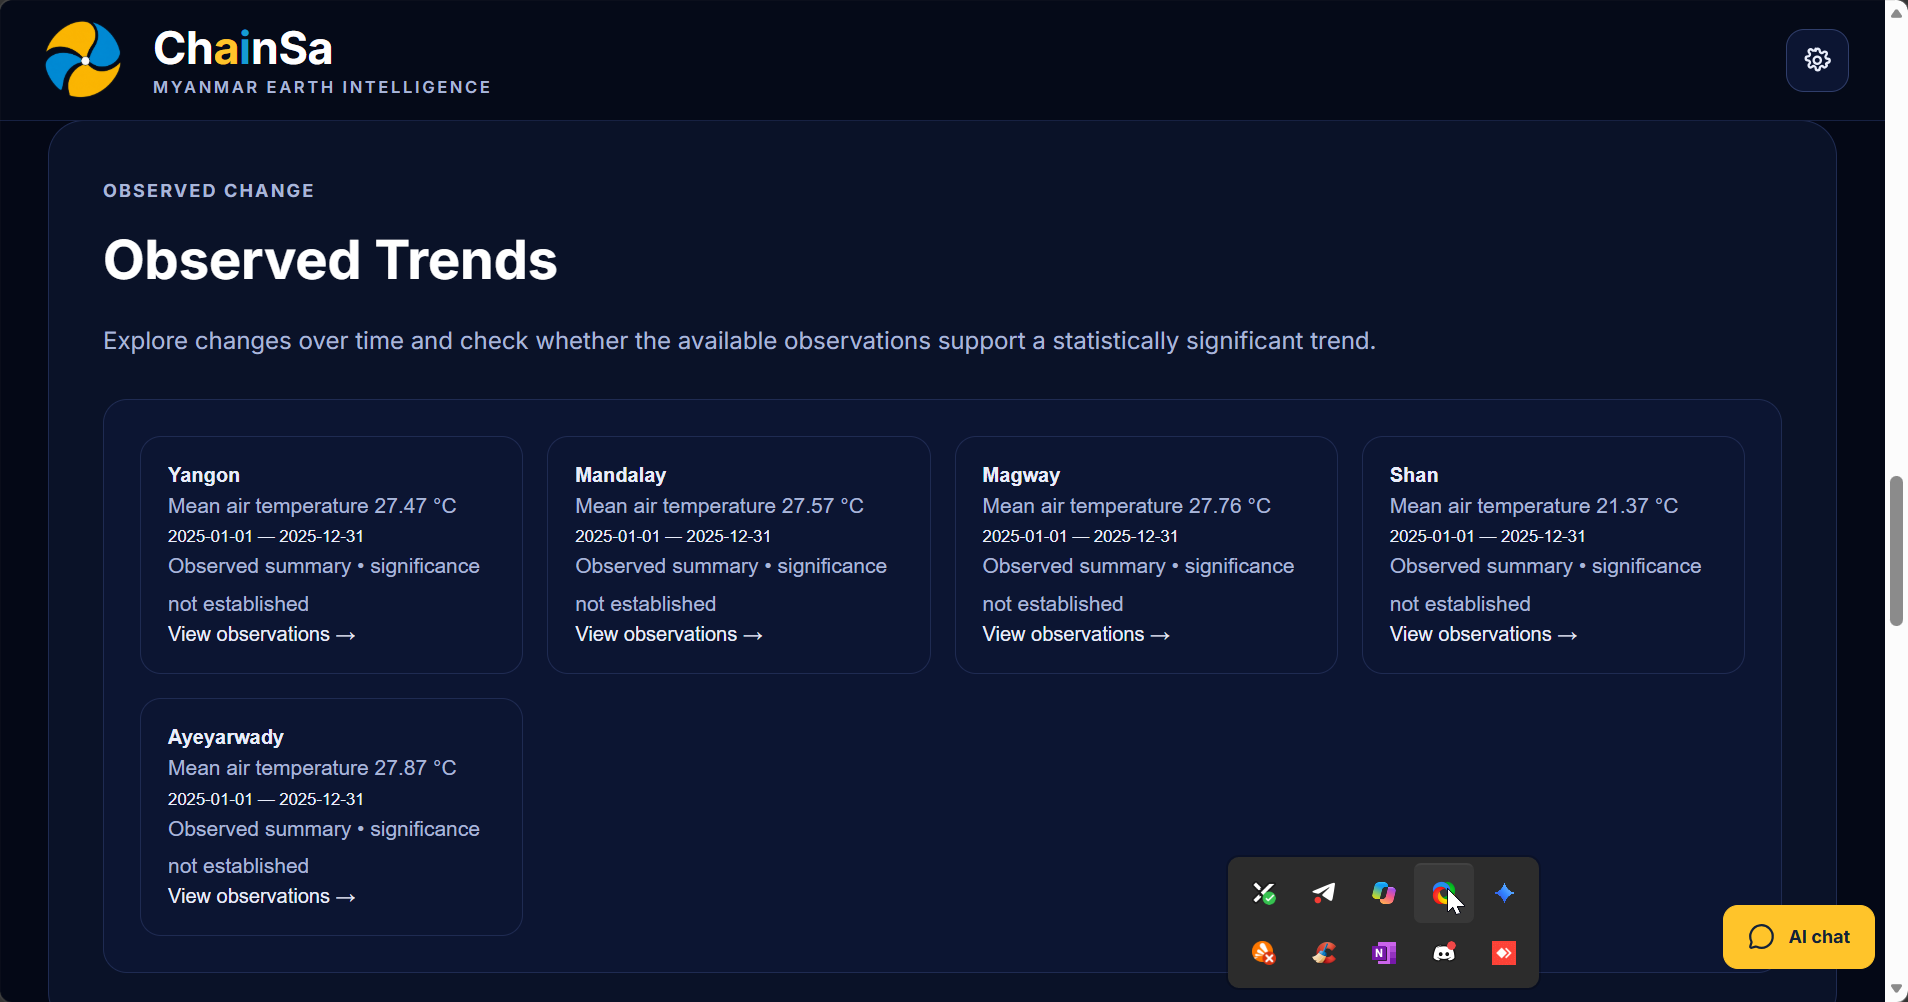 ChainSa
MYANMAR EARTH INTELLIGENCE
OBSERVED CHANGE
Observed Trends
Explore changes over time and check whether the available observations support a statistically significant trend.
Yangon
Mean air temperature 27.47 °C
2025-01-01 — 2025-12-31
Observed summary • significance
not established
View observations →
Mandalay
Mean air temperature 27.57 °C
2025-01-01 — 2025-12-31
Observed summary • significance
not established
View observations →
Magway
Mean air temperature 27.76 °C
2025-01-01 — 2025-12-31
Observed summary • significance
not established
View observations →
Shan
Mean air temperature 21.37 °C
2025-01-01 — 2025-12-31
Observed summary • significance
not established
View observations →
Ayeyarwady
Mean air temperature 27.87 °C
2025-01-01 — 2025-12-31
Observed summary • significance
not established
View observations →
N
AI chat